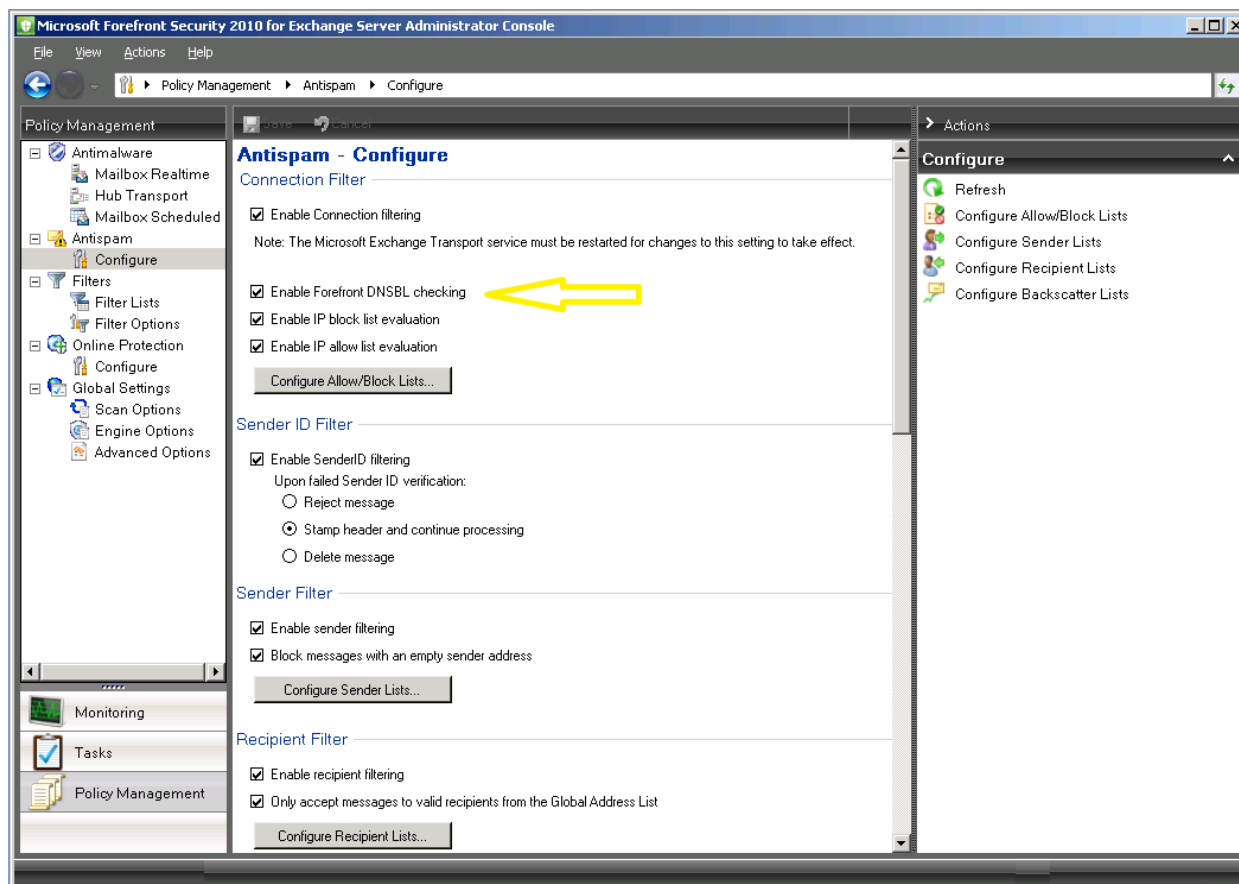 Microsoft Forefront Security 2010 for Exchange Server Administrator Console
File View Actions Help
Policy Management Antispam Configure
Policy Management
Antimalware
Mailbox Realtime
Hub Transport
Mailbox Scheduled
Antispam
Configure
Filters
Filter Lists
Filter Options
Online Protection
Configure
Global Settings
Scan Options
Engine Options
Advanced Options
Monitoring
Tasks
Policy Management
Save Cancel
Antispam - Configure
Connection Filter
Enable Connection filtering
Note: The Microsoft Exchange Transport service must be restarted for changes to this setting to take effect.
Enable Forefront DNSBL checking
Enable IP block list evaluation
Enable IP allow list evaluation
Configure Allow/Block Lists...
Sender ID Filter
Enable SenderID filtering
Upon failed Sender ID verification:
Reject message
Stamp header and continue processing
Delete message
Sender Filter
Enable sender filtering
Block messages with an empty sender address
Configure Sender Lists...
Recipient Filter
Enable recipient filtering
Only accept messages to valid recipients from the Global Address List
Configure Recipient Lists...
Actions
Configure
Refresh
Configure Allow/Block Lists
Configure Sender Lists
Configure Recipient Lists
Configure Backscatter Lists